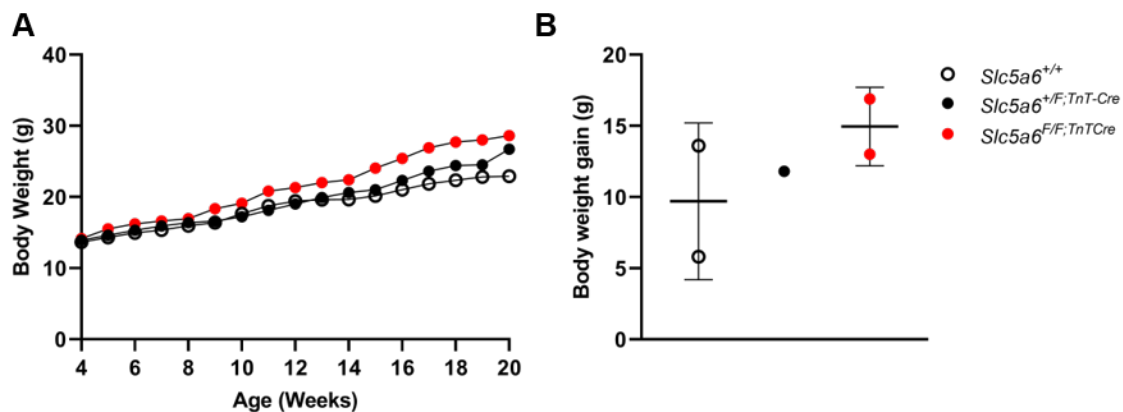 A
Body Weight (g)
40
30
20
10
0
4 6 8 10 12 14 16 18 20
Age (Weeks)
B
Body weight gain (g)
20
15
10
5
0
Slc5a6+/+
Slc5a6+/F;TnT-Cre
Slc5a6F/F;TnTCre